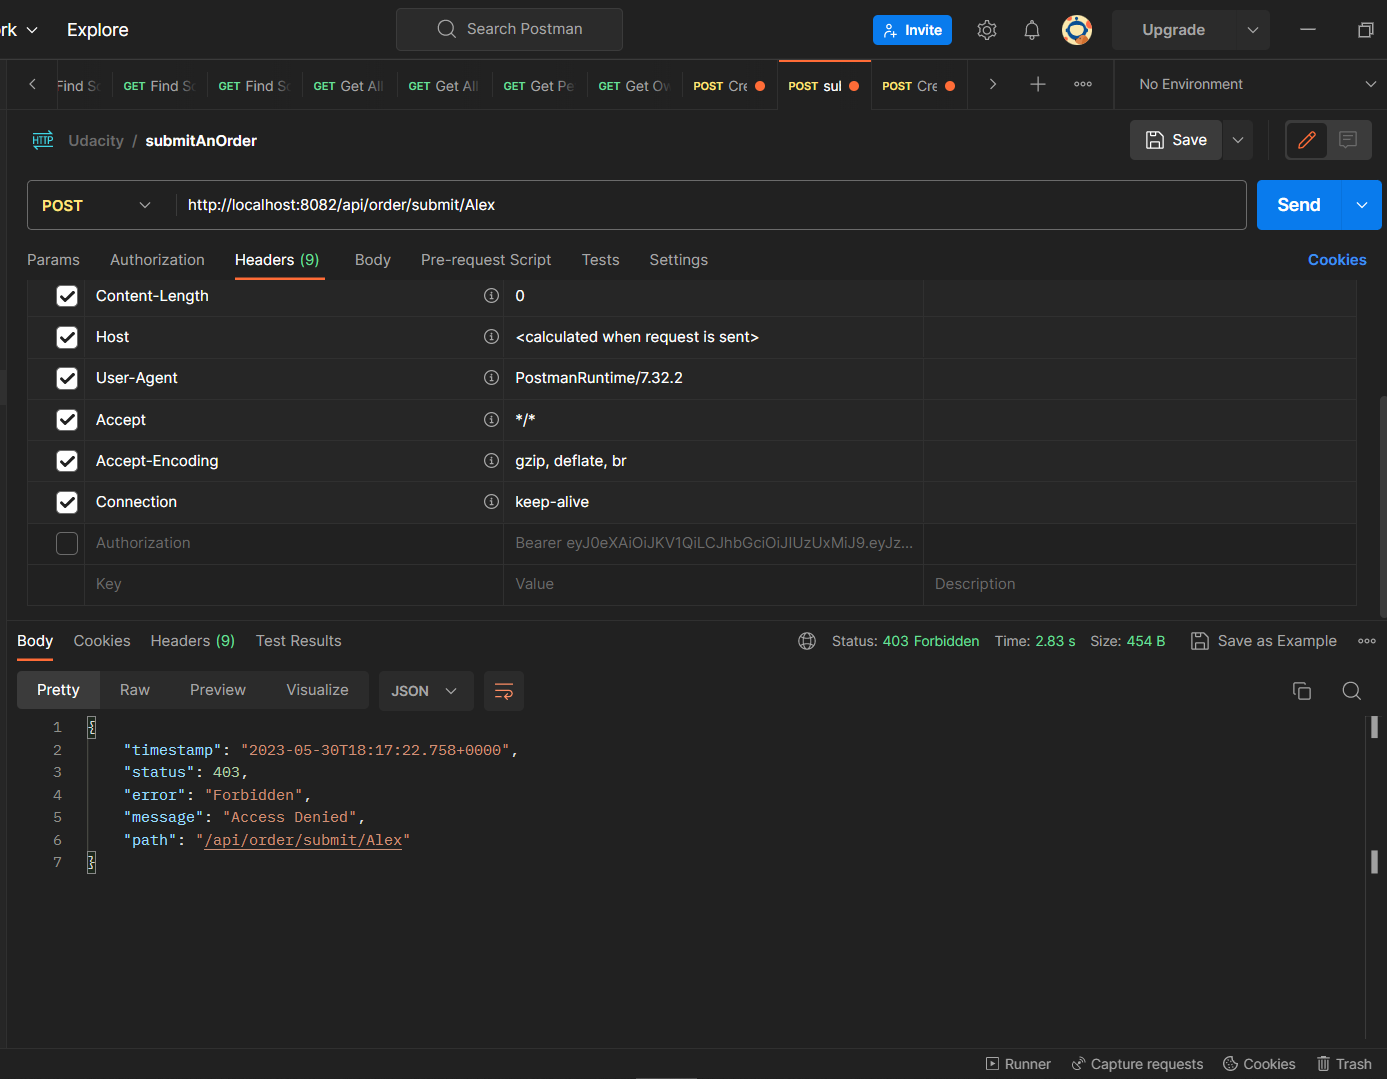 rk Explore Search Postman Invite Upgrade
Find Sc GET Find Sc GET Find Sc GET Get All GET Get All GET Get Pe GET Get Ow POST Cre POST sul POST Cre No Environment
HTTP Udacity / submitAnOrder Save
POST http://localhost:8082/api/order/submit/Alex Send
Params Authorization Headers (9) Body Pre-request Script Tests Settings Cookies
Content-Length 0
Host <calculated when request is sent>
User-Agent PostmanRuntime/7.32.2
Accept */*
Accept-Encoding gzip, deflate, br
Connection keep-alive
Authorization Bearer eyJ0eXAiOiJKV1QiLCJhbGciOiJIUzUxMiJ9.eyJz...
Key Value Description
Body Cookies Headers (9) Test Results Status: 403 Forbidden Time: 2.83 s Size: 454 B Save as Example
Pretty Raw Preview Visualize JSON
1 {
2 "timestamp": "2023-05-30T18:17:22.758+0000",
3 "status": 403,
4 "error": "Forbidden",
5 "message": "Access Denied",
6 "path": "/api/order/submit/Alex"
7 }
Runner Capture requests Cookies Trash